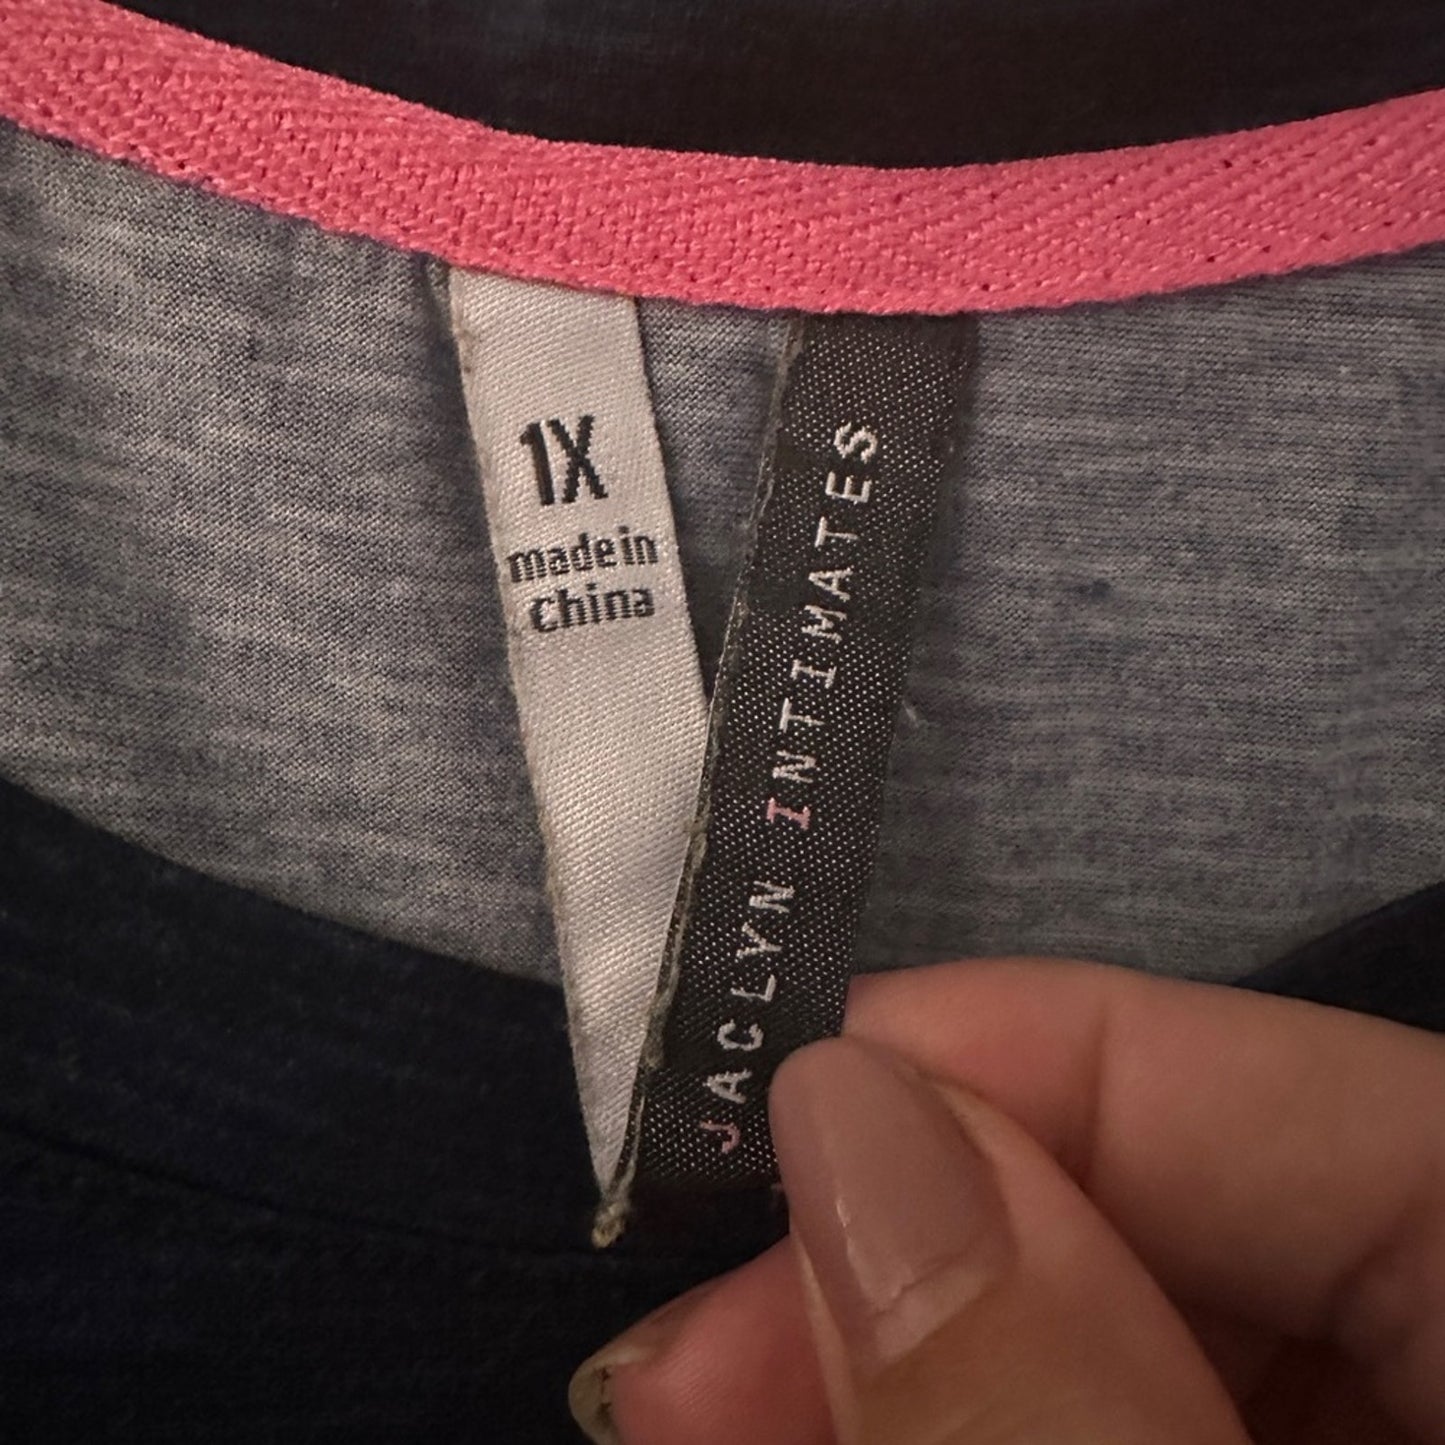 1X
made in
china
JACLYN INTIMATES